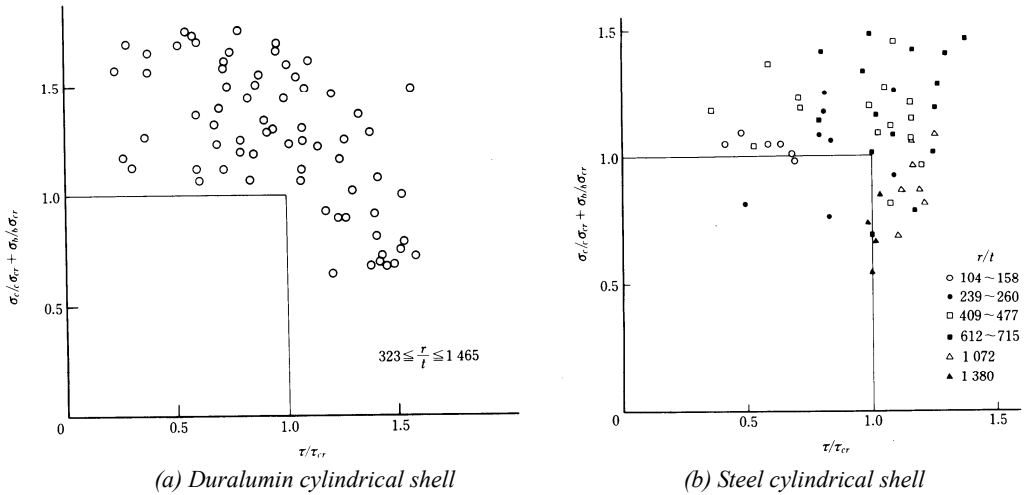 σc/cσcr + σb/bσcr
1.5
1.0
0.5
0
0.5
1.0
1.5
τ/τcr
323≦r/t≦1 465
(a) Duralumin cylindrical shell
σc/cσcr + σb/bσcr
1.5
1.0
0.5
0
0.5
1.0
1.5
τ/τcr
r/t
104～158
239～260
409～477
612～715
1 072
1 380
(b) Steel cylindrical shell